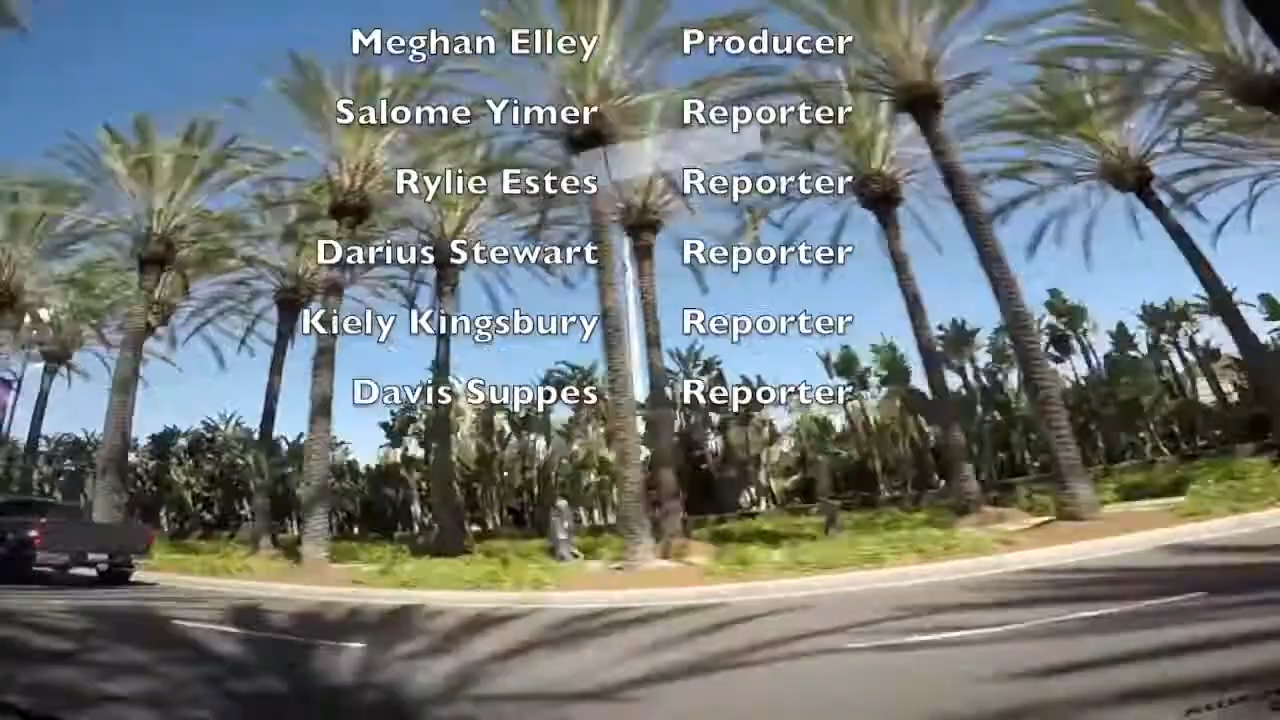 Meghan Elley Producer
Salome Yimer Reporter
Rylie Estes Reporter
Darius Stewart Reporter
Kiely Kingsbury Reporter
Davis Suppes Reporter